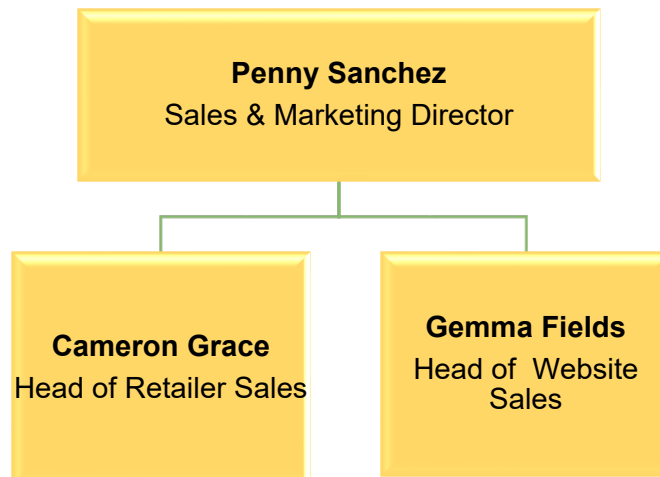 Penny Sanchez
Sales & Marketing Director
Cameron Grace
Head of Retailer Sales
Gemma Fields
Head of  Website
Sales